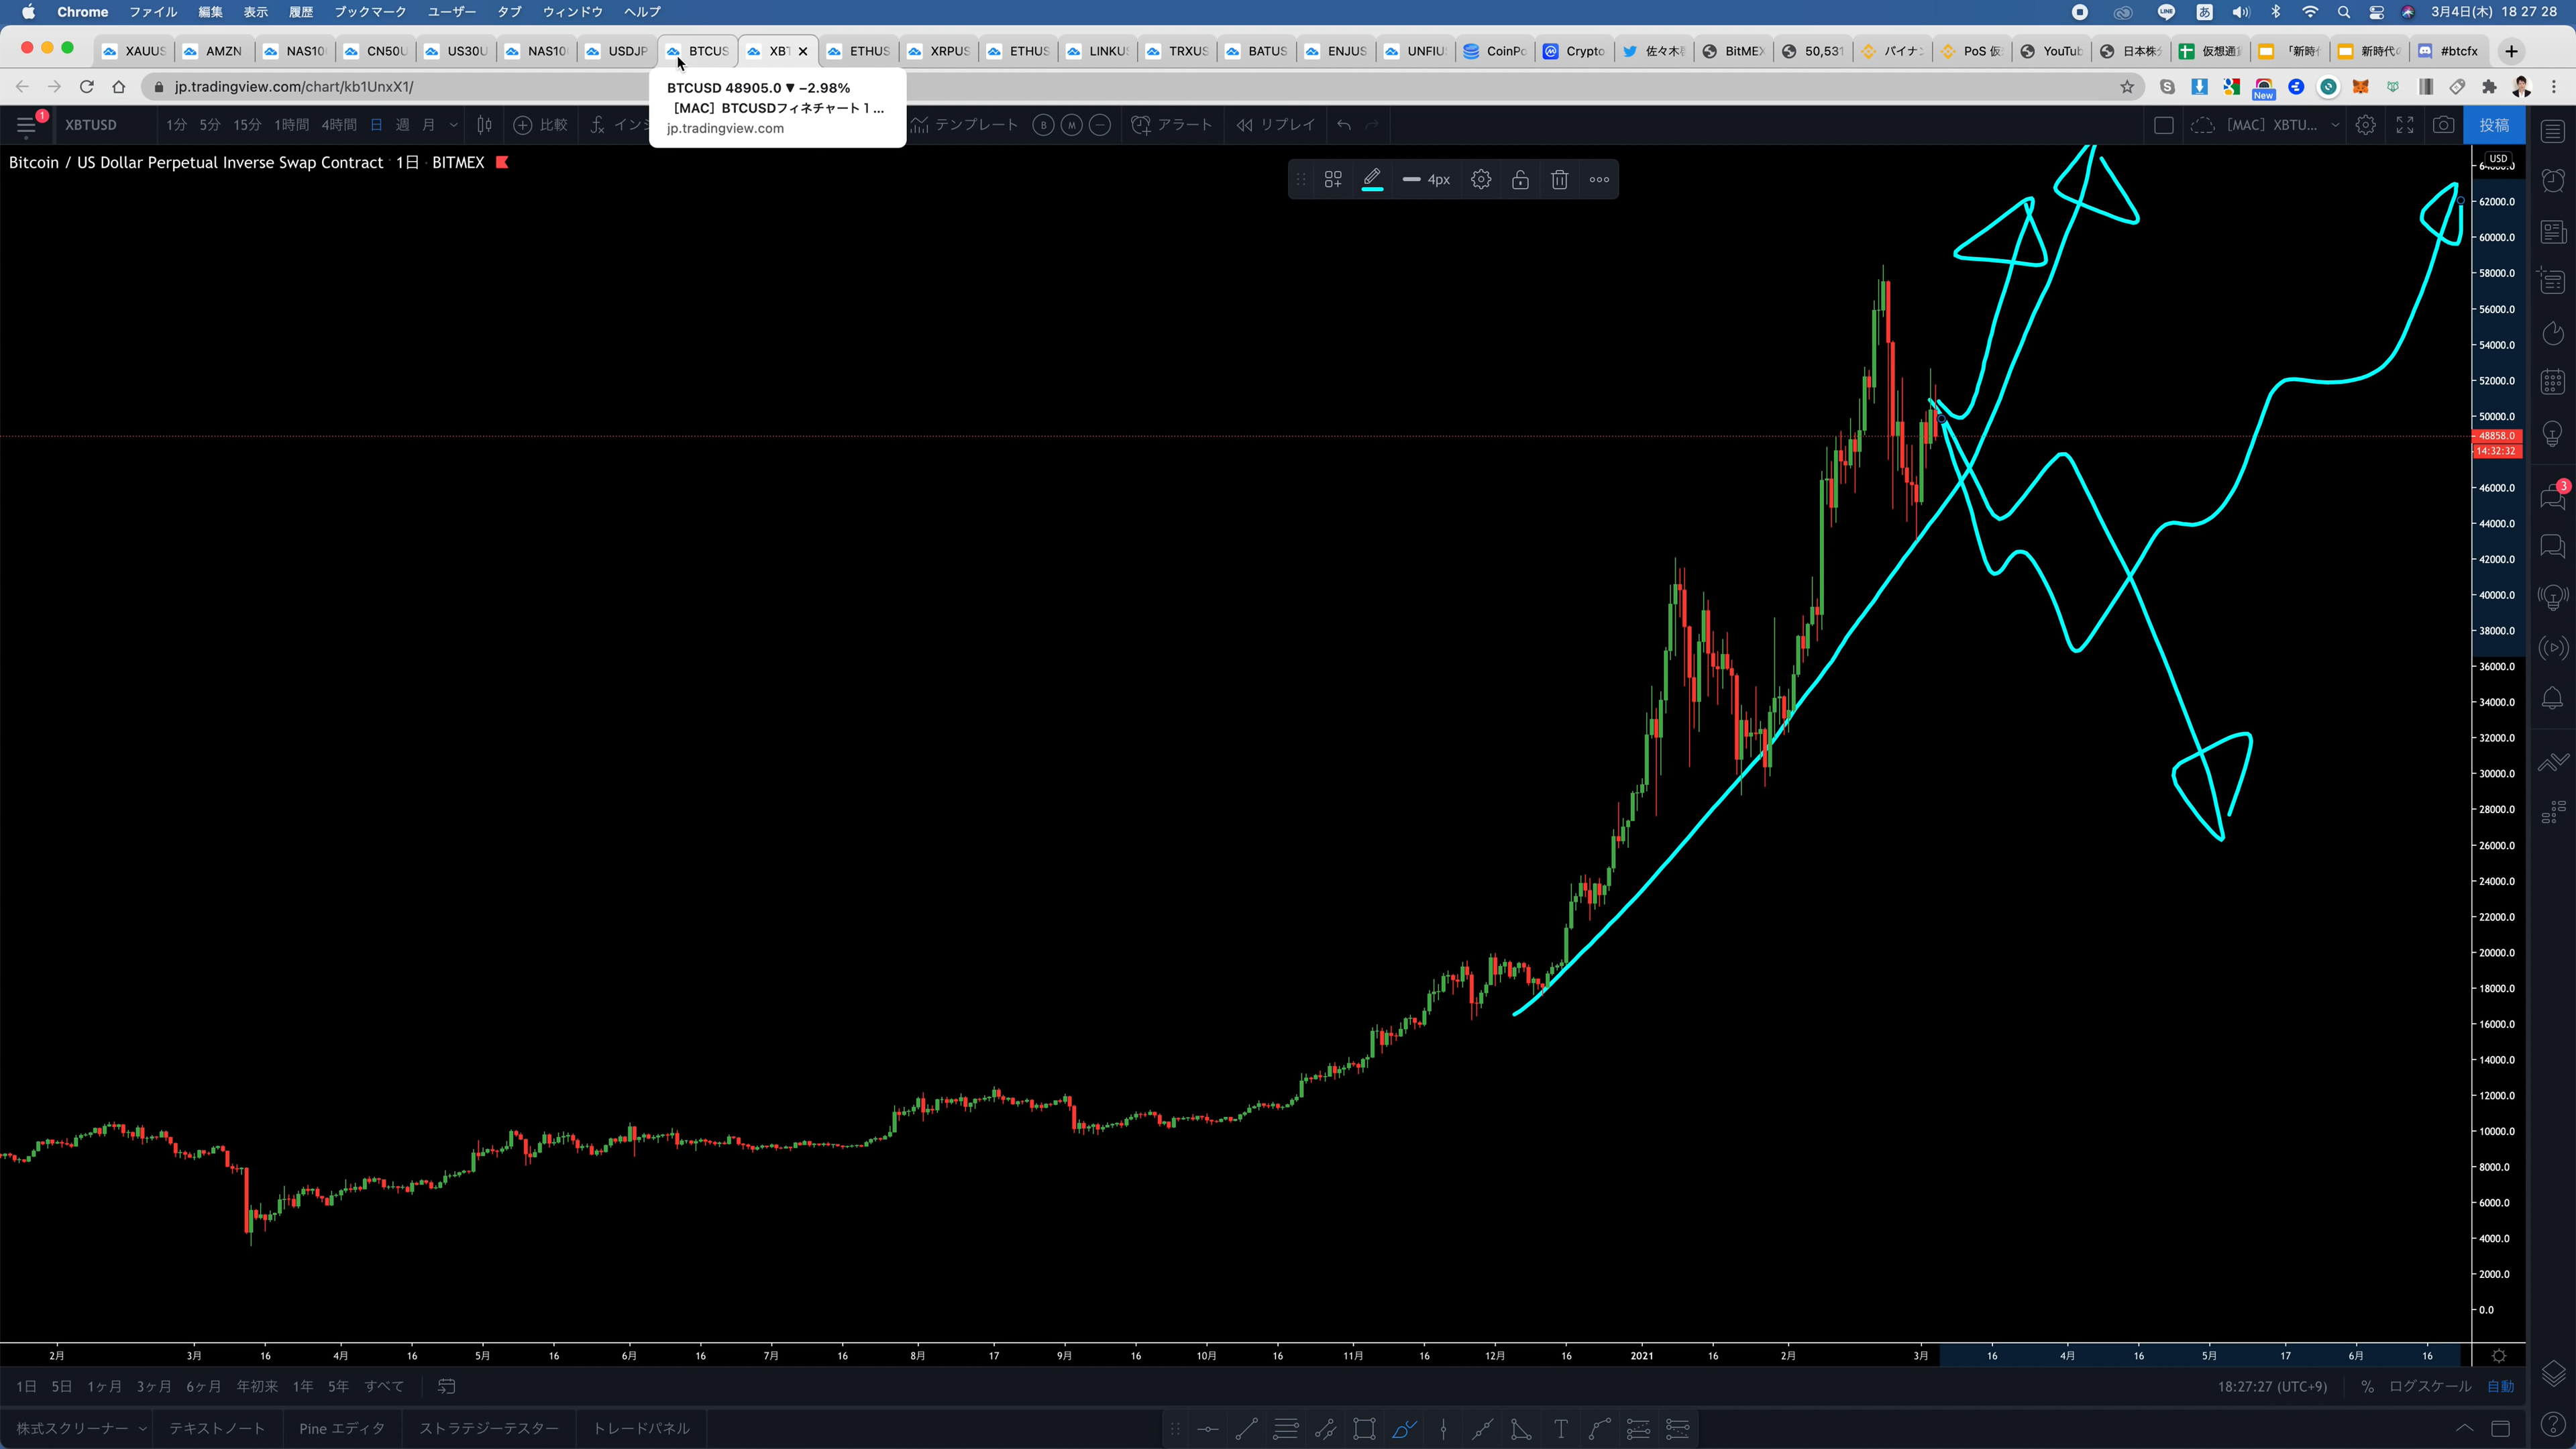 Chrome ファイル 編集 表示 履歴 ブックマーク ユーザー タブ ウィンドウ ヘルプ LINE あ 3月4日(木) 18 27 28
XAUUS AMZN NAS10 CN50U US30U NAS10 USDJP BTCUS XBT ETHUS XRPUS ETHUS LINKU TRXUS BATUS ENJUS UNFIU CoinPo Crypto 佐々木 BitMEX 50,531 バイナン PoS 仮 YouTub 日本株 仮想通貨 「新時代 新時代の #btcfx
jp.tradingview.com/chart/kb1UnxX1/ New
BTCUSD 48905.0 ▼ −2.98%
［MAC］BTCUSDフィネチャート１...
jp.tradingview.com
1 XBTUSD 1分 5分 15分 1時間 4時間 日 週 月 比較 インジ テンプレート B M アラート リプレイ [MAC] XBTU... 投稿
Bitcoin / US Dollar Perpetual Inverse Swap Contract · 1日 · BITMEX
4px
USD
64000.0
62000.0
60000.0
58000.0
56000.0
54000.0
52000.0
50000.0
48858.0
14:32:32
46000.0
3
44000.0
42000.0
40000.0
38000.0
36000.0
34000.0
32000.0
30000.0
28000.0
26000.0
24000.0
22000.0
20000.0
18000.0
16000.0
14000.0
12000.0
10000.0
8000.0
6000.0
4000.0
2000.0
0.0
2月 3月 16 4月 16 5月 16 6月 16 7月 16 8月 17 9月 16 10月 16 11月 16 12月 16 2021 16 2月 3月 16 4月 16 5月 17 6月 16
1日 5日 1ヶ月 3ヶ月 6ヶ月 年初来 1年 5年 すべて 18:27:27 (UTC+9) % ログスケール 自動
株式スクリーナー テキストノート Pine エディタ ストラテジーテスター トレードパネル